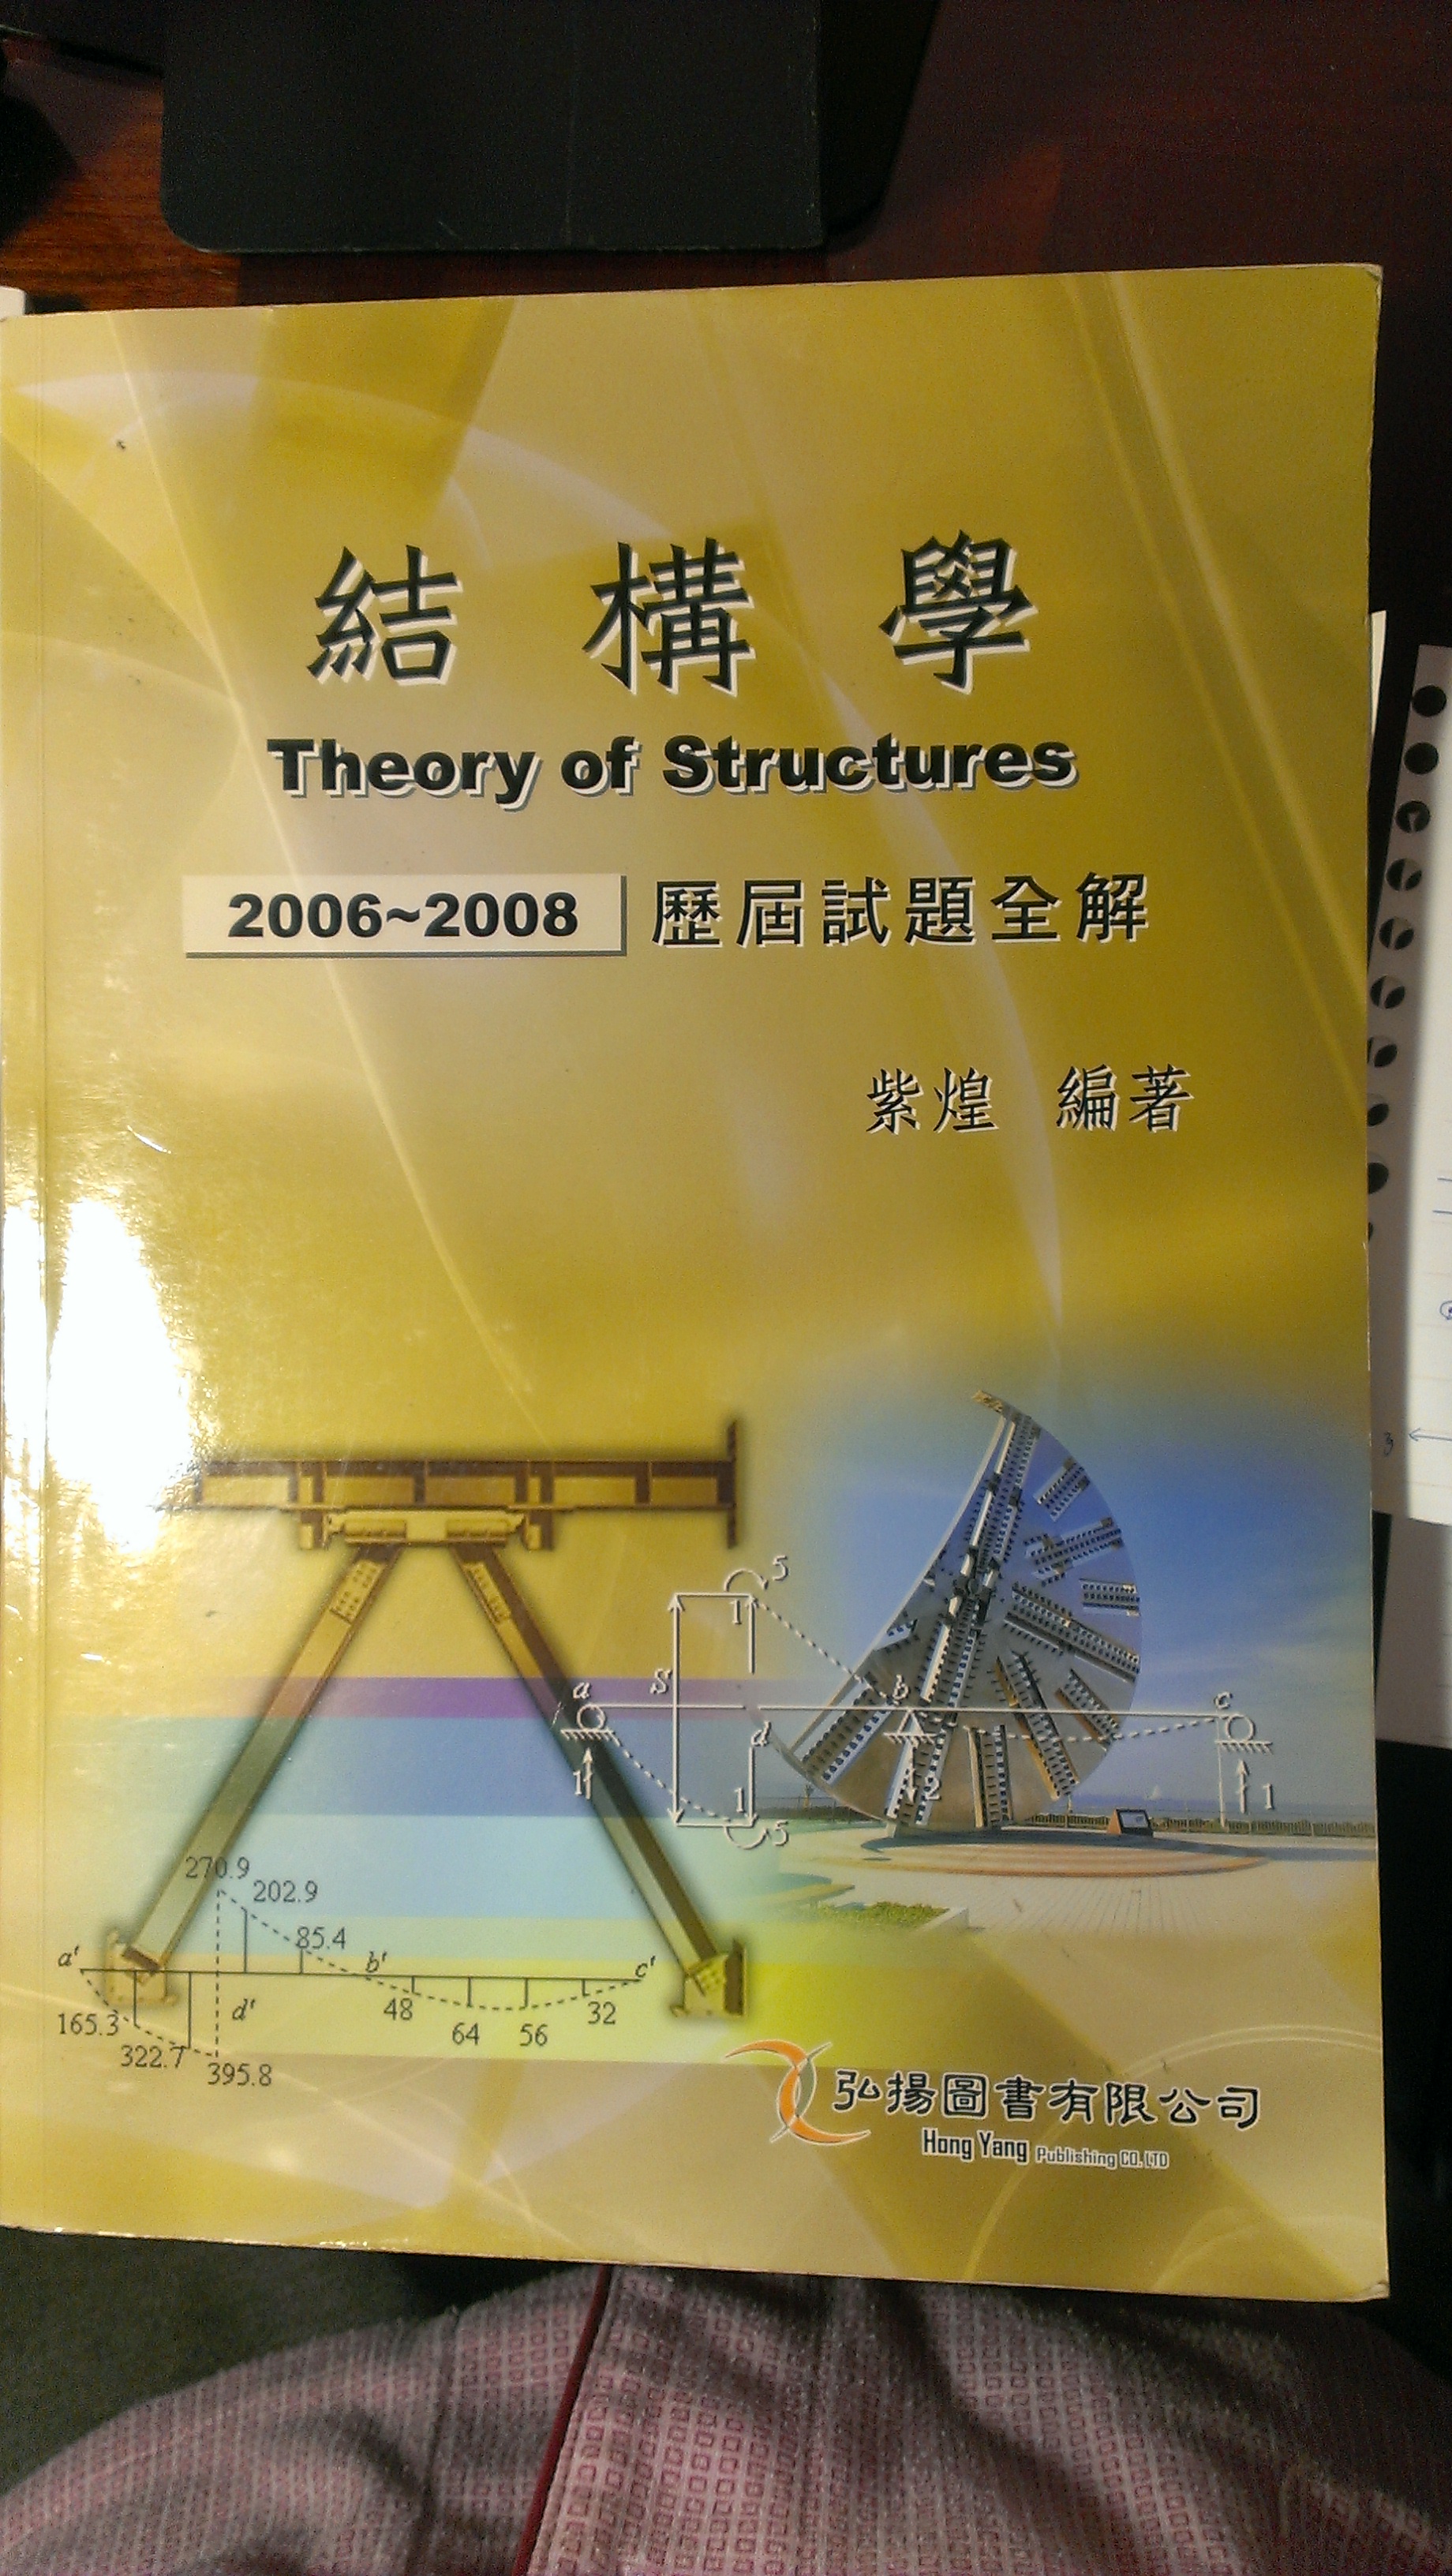 結構學
Theory of Structures
2006~2008 歷屆試題全解
紫煌 編著
5
1
S
a
b
c
d
1
2
1
1
5
270.9
202.9
85.4
a'
b'
c'
d'
165.3
322.7
395.8
48
64
56
32
弘揚圖書有限公司
Hong Yang Publishing CO. LTD
3